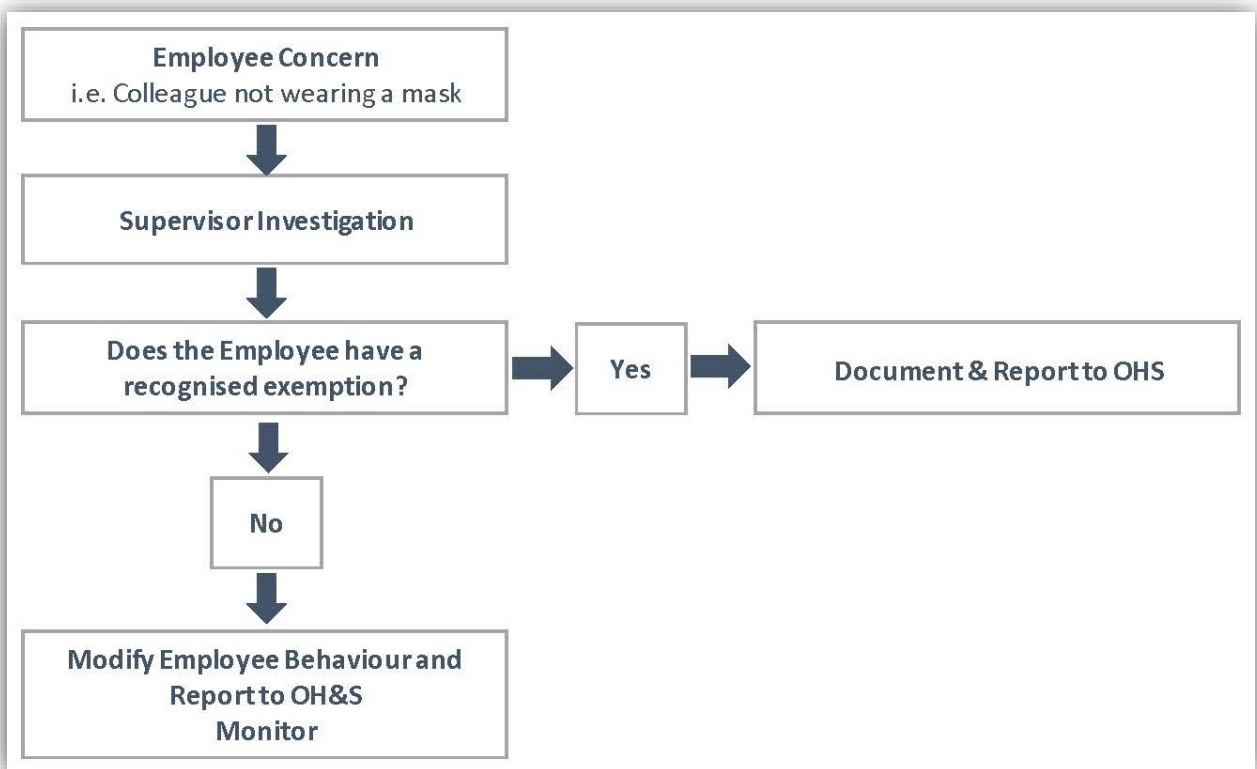 Employee Concern
i.e. Colleague not wearing a mask
Supervisor Investigation
Does the Employee have a
recognised exemption?
Yes
Document & Report to OHS
No
Modify Employee Behaviour and
Report to OH&S
Monitor